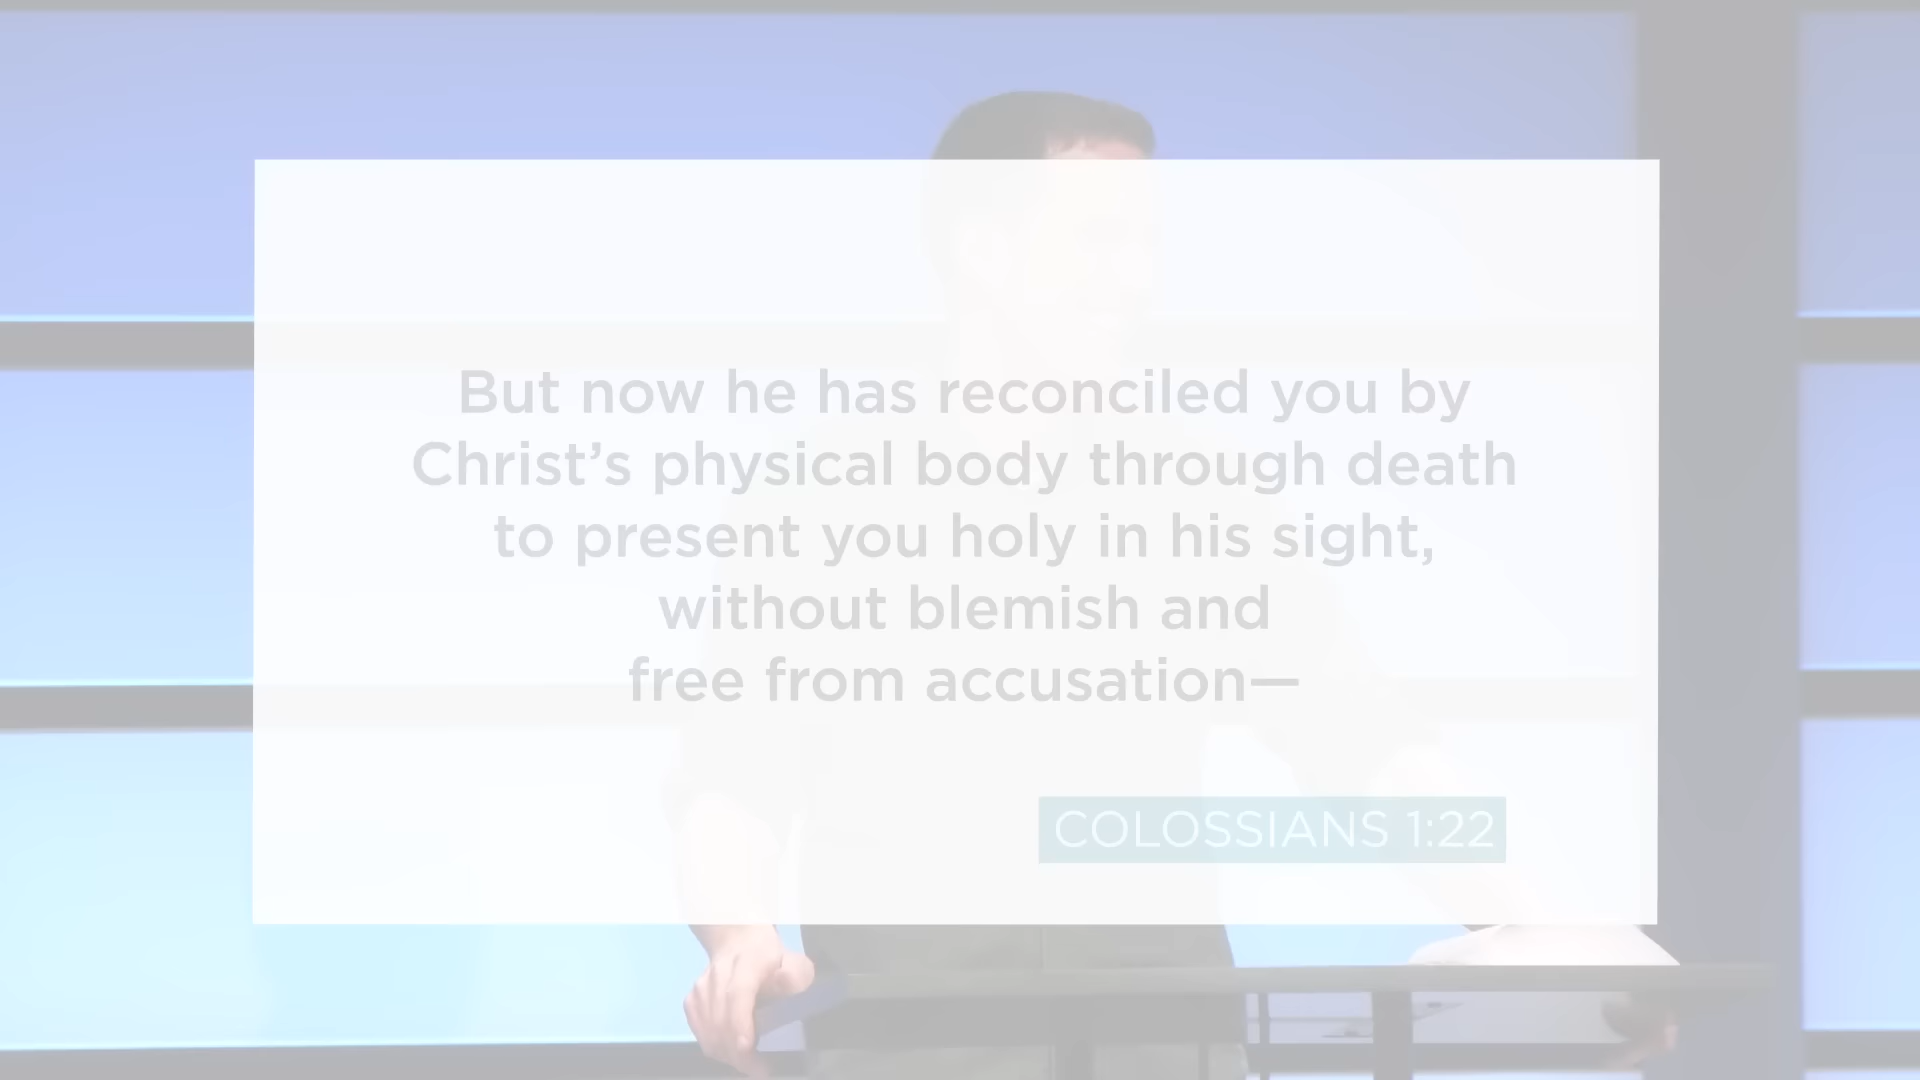 But now he has reconciled you by
Christ’s physical body through death
to present you holy in his sight,
without blemish and
free from accusation—
COLOSSIANS 1:22